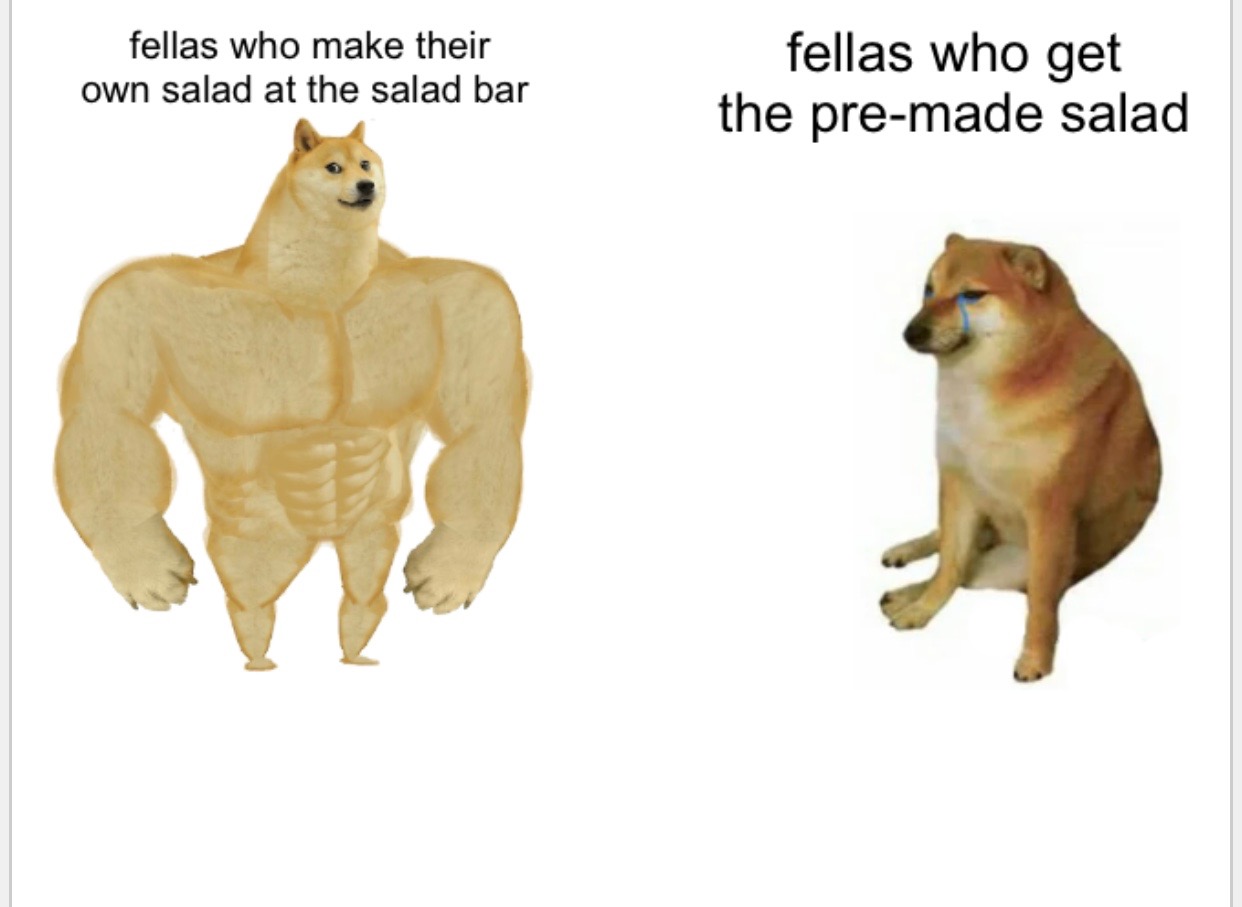 fellas who make their
own salad at the salad bar
fellas who get
the pre-made salad